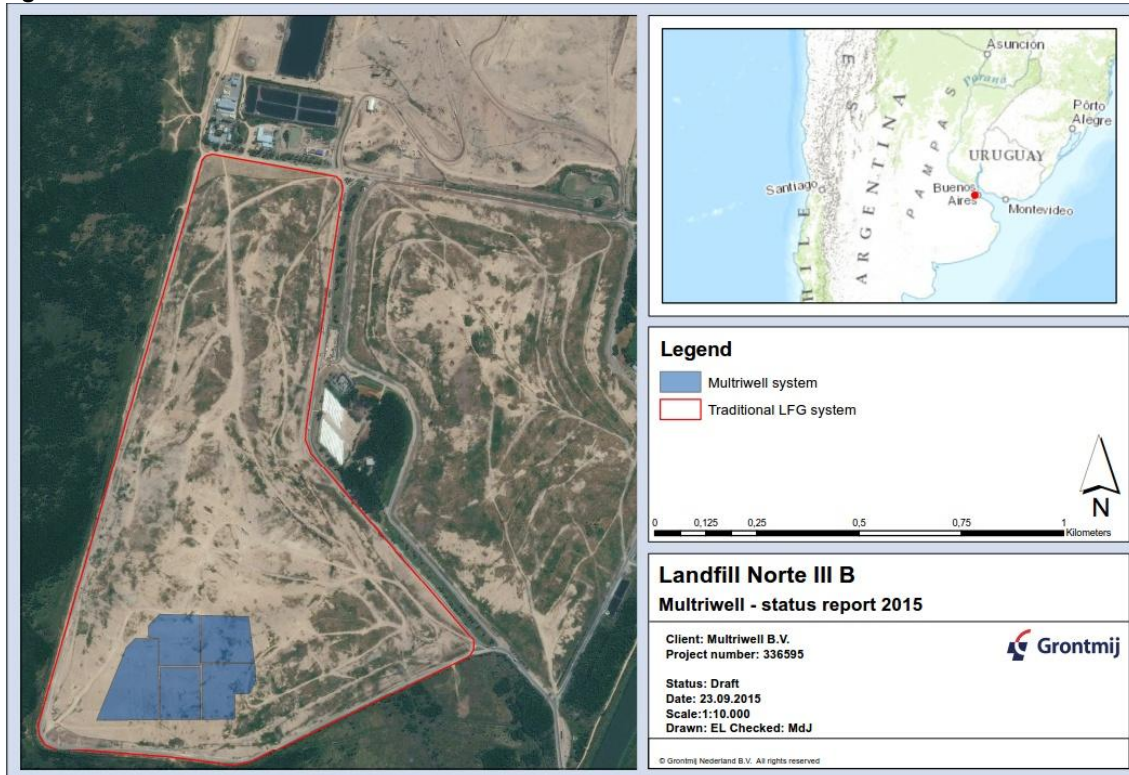 Asunción
Paraná
Pôrto
Alegre
ARGENTINA
PAMPAS
URUGUAY
Santiago
Buenos
Aires
Montevideo
CHILE
Legend
Multriwell system
Traditional LFG system
N
0 0,125 0,25 0,5 0,75 1
Kilometers
Landfill Norte III B
Multriwell - status report 2015
Client: Multriwell B.V.
Project number: 336595
Grontmij
Status: Draft
Date: 23.09.2015
Scale:1:10.000
Drawn: EL Checked: MdJ
© Grontmij Nederland B.V. All rights reserved